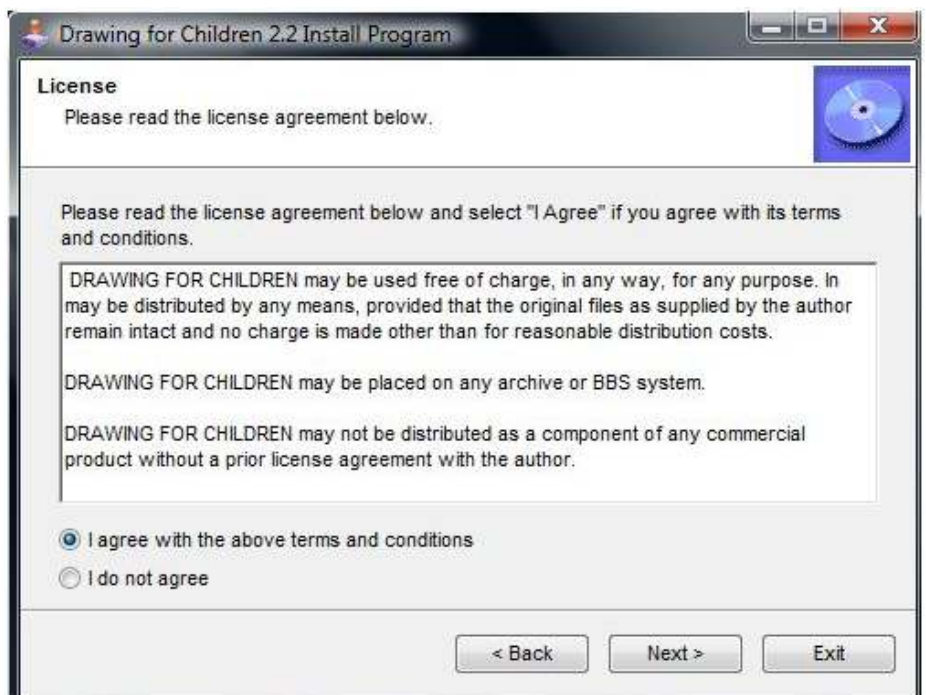 Drawing for Children 2.2 Install Program
License
Please read the license agreement below.
Please read the license agreement below and select "I Agree" if you agree with its terms
and conditions.
DRAWING FOR CHILDREN may be used free of charge, in any way, for any purpose. In
may be distributed by any means, provided that the original files as supplied by the author
remain intact and no charge is made other than for reasonable distribution costs.
DRAWING FOR CHILDREN may be placed on any archive or BBS system.
DRAWING FOR CHILDREN may not be distributed as a component of any commercial
product without a prior license agreement with the author.
I agree with the above terms and conditions
I do not agree
< Back Next > Exit